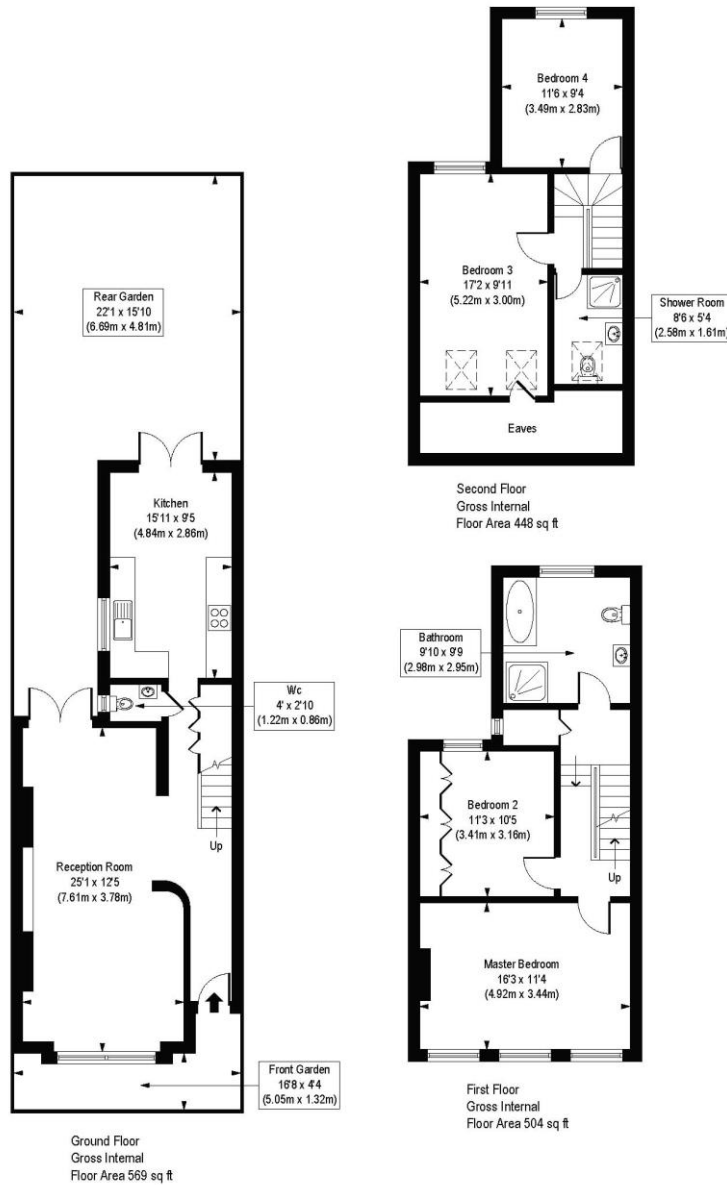 Rear Garden
22'1 x 15'10
(6.69m x 4.81m)
Kitchen
15'11 x 9'5
(4.84m x 2.86m)
Wc
4' x 2'10
(1.22m x 0.86m)
Up
Reception Room
25'1 x 12'5
(7.61m x 3.78m)
Front Garden
16'8 x 4'4
(5.05m x 1.32m)
Ground Floor
Gross Internal
Floor Area 569 sq ft
Bedroom 4
11'6 x 9'4
(3.49m x 2.83m)
Bedroom 3
17'2 x 9'11
(5.22m x 3.00m)
Shower Room
8'6 x 5'4
(2.58m x 1.61m)
Eaves
Second Floor
Gross Internal
Floor Area 448 sq ft
Bathroom
9'10 x 9'9
(2.98m x 2.95m)
Bedroom 2
11'3 x 10'5
(3.41m x 3.16m)
Up
Master Bedroom
16'3 x 11'4
(4.92m x 3.44m)
First Floor
Gross Internal
Floor Area 504 sq ft